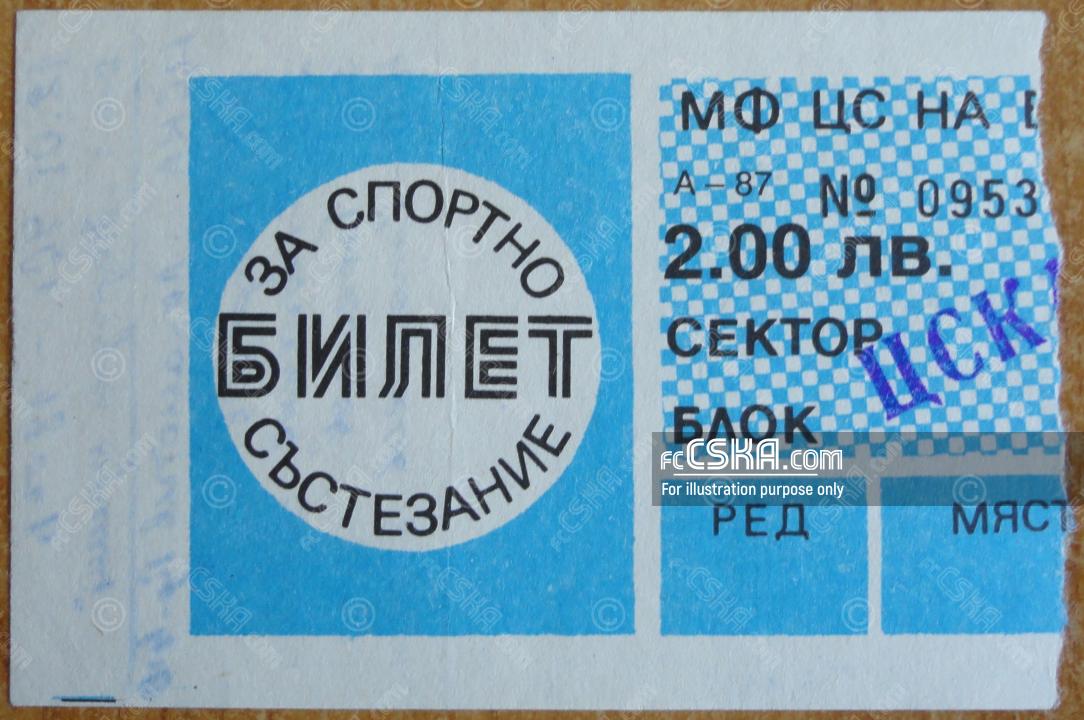 ЗА СПОРТНО
БИЛЕТ
СЪСТЕЗАНИЕ
МФ ЦС НА
А – 87 № 0953
2.00 ЛВ.
СЕКТОР
ЦСК
БЛОК
fcCSKA.com
For illustration purpose only
РЕД
МЯСТ